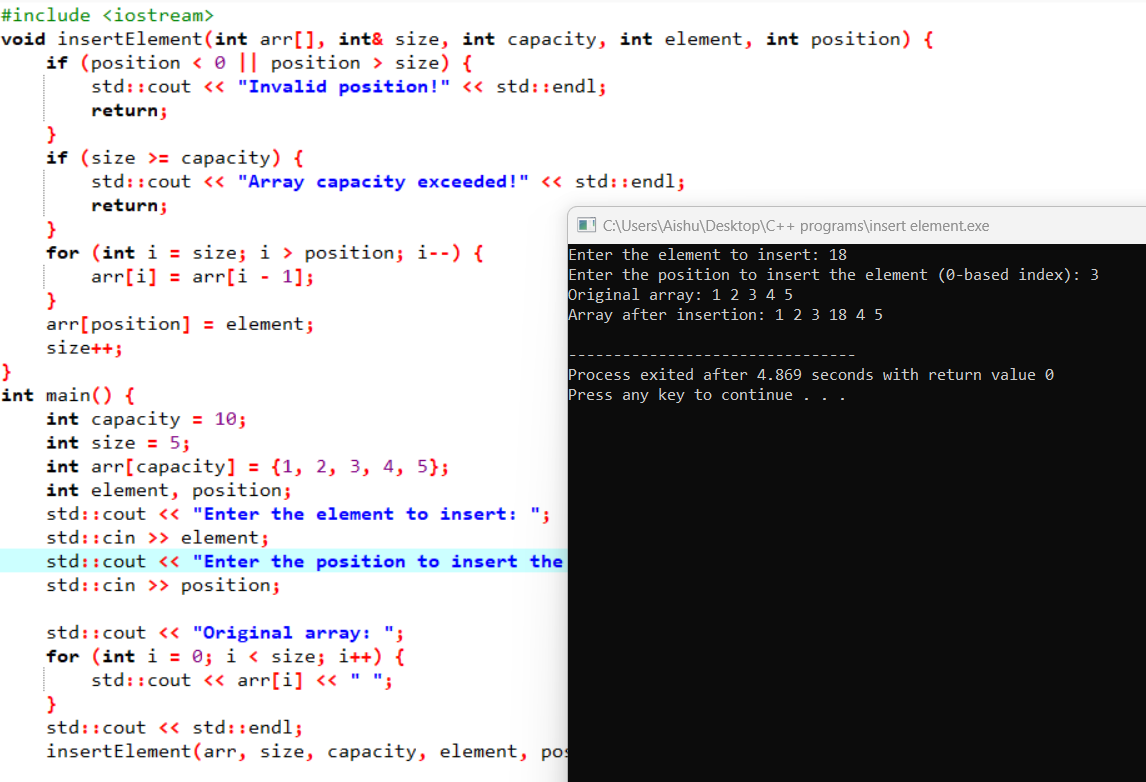 #include <iostream>
void insertElement(int arr[], int& size, int capacity, int element, int position) {
    if (position < 0 || position > size) {
        std::cout << "Invalid position!" << std::endl;
        return;
    }
    if (size >= capacity) {
        std::cout << "Array capacity exceeded!" << std::endl;
        return;
    }
    for (int i = size; i > position; i--) {
        arr[i] = arr[i - 1];
    }
    arr[position] = element;
    size++;
}
int main() {
    int capacity = 10;
    int size = 5;
    int arr[capacity] = {1, 2, 3, 4, 5};
    int element, position;
    std::cout << "Enter the element to insert: ";
    std::cin >> element;
    std::cout << "Enter the position to insert the
    std::cin >> position;

    std::cout << "Original array: ";
    for (int i = 0; i < size; i++) {
        std::cout << arr[i] << " ";
    }
    std::cout << std::endl;
    insertElement(arr, size, capacity, element,
C:\Users\Aishu\Desktop\C++ programs\insert element.exe
Enter the element to insert: 18
Enter the position to insert the element (0-based index): 3
Original array: 1 2 3 4 5
Array after insertion: 1 2 3 18 4 5

--------------------------------
Process exited after 4.869 seconds with return value 0
Press any key to continue . . .